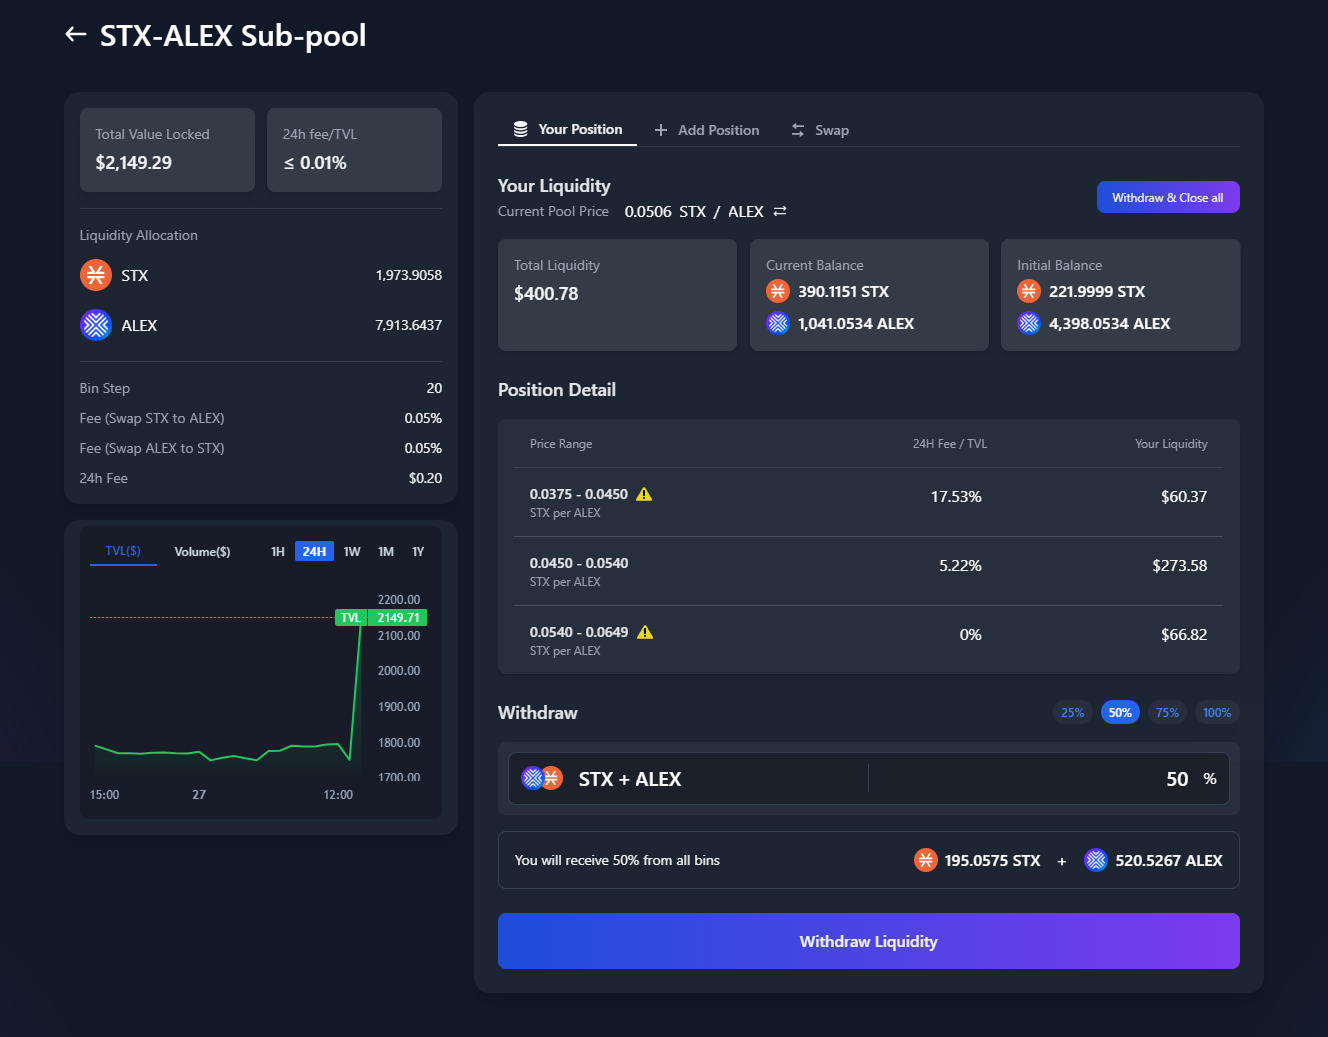 STX-ALEX Sub-pool
Total Value Locked
$2,149.29
24h fee/TVL
≤ 0.01%
Liquidity Allocation
STX 1,973.9058
ALEX 7,913.6437
Bin Step 20
Fee (Swap STX to ALEX) 0.05%
Fee (Swap ALEX to STX) 0.05%
24h Fee $0.20
TVL($) Volume($) 1H 24H 1W 1M 1Y
2200.00
TVL 2149.71
2100.00
2000.00
1900.00
1800.00
1700.00
15:00 27 12:00
Your Position Add Position Swap
Your Liquidity
Current Pool Price 0.0506 STX / ALEX
Withdraw & Close all
Total Liquidity
$400.78
Current Balance
390.1151 STX
1,041.0534 ALEX
Initial Balance
221.9999 STX
4,398.0534 ALEX
Position Detail
Price Range 24H Fee / TVL Your Liquidity
0.0375 - 0.0450 17.53% $60.37
STX per ALEX
0.0450 - 0.0540 5.22% $273.58
STX per ALEX
0.0540 - 0.0649 0% $66.82
STX per ALEX
Withdraw 25% 50% 75% 100%
STX + ALEX 50 %
You will receive 50% from all bins 195.0575 STX + 520.5267 ALEX
Withdraw Liquidity